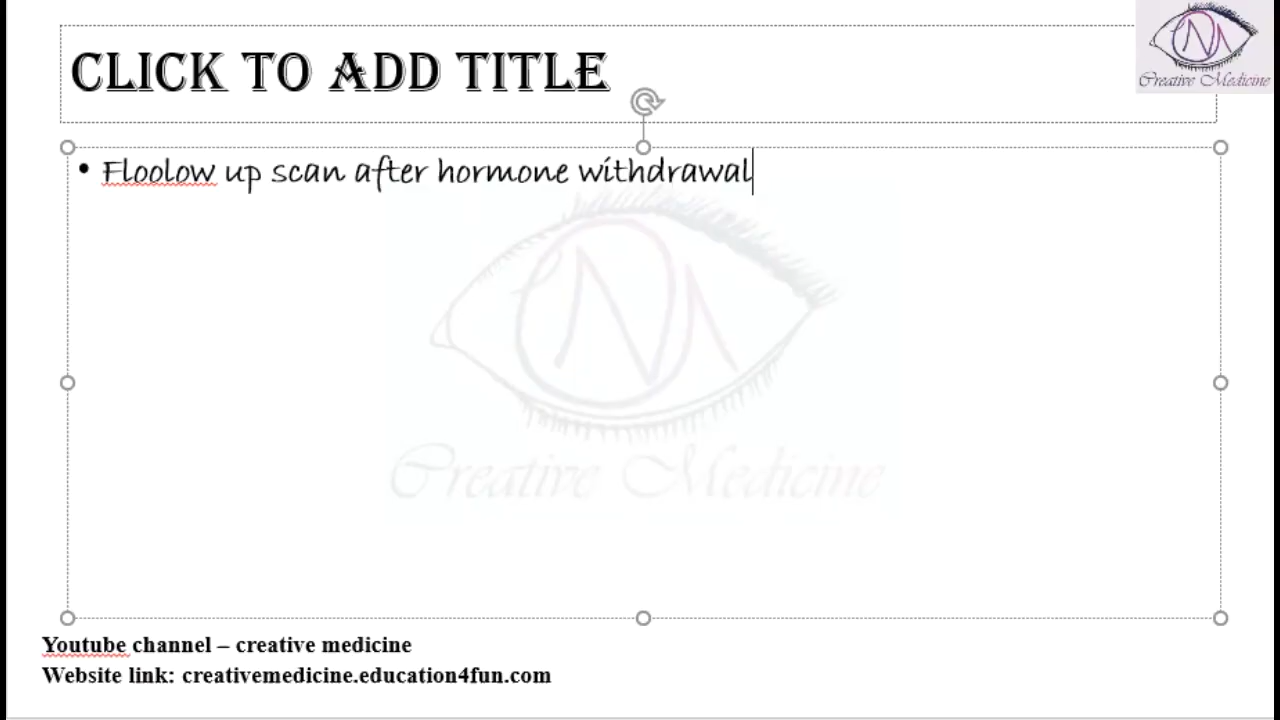 CLICK TO ADD TITLE
Creative Medicine
• Floolow up scan after hormone withdrawal
Creative Medicine
Youtube channel – creative medicine
Website link: creativemedicine.education4fun.com